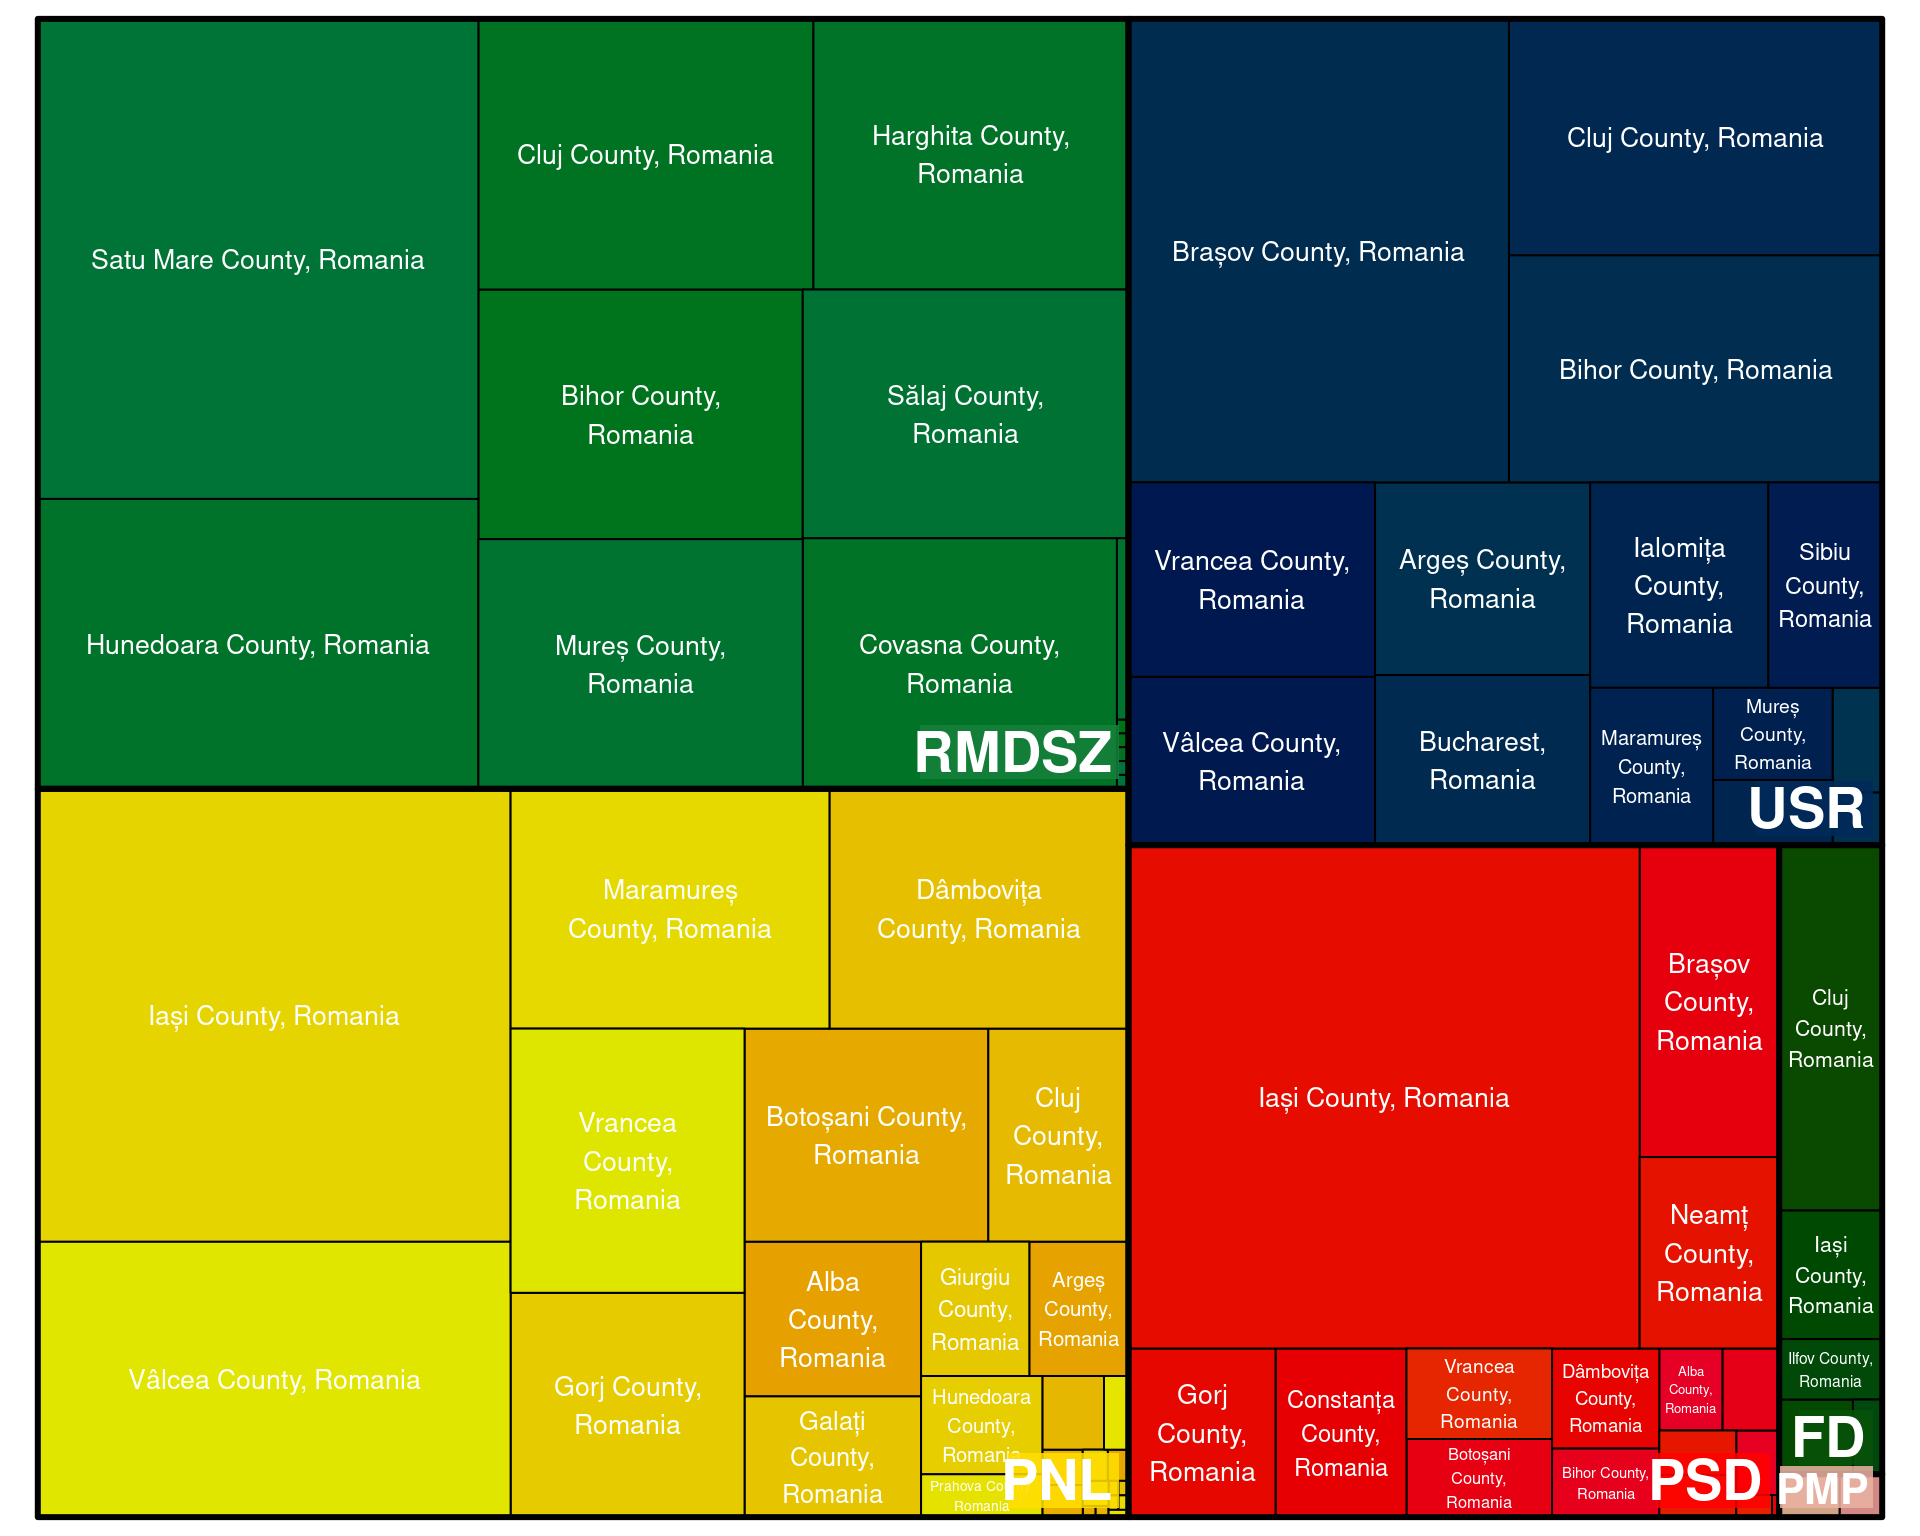 Satu Mare County, Romania
Hunedoara County, Romania
Cluj County, Romania
Harghita County,
Romania
Bihor County,
Romania
Sălaj County,
Romania
Mureș County,
Romania
Covasna County,
Romania
RMDSZ
Brașov County, Romania
Cluj County, Romania
Bihor County, Romania
Vrancea County,
Romania
Argeș County,
Romania
Ialomița
County,
Romania
Sibiu
County,
Romania
Vâlcea County,
Romania
Bucharest,
Romania
Maramureș
County,
Romania
Mureș
County,
Romania
USR
Iași County, Romania
Vâlcea County, Romania
Maramureș
County, Romania
Dâmbovița
County, Romania
Vrancea
County,
Romania
Botoșani County,
Romania
Cluj
County,
Romania
Gorj County,
Romania
Alba
County,
Romania
Giurgiu
County,
Romania
Argeș
County,
Romania
Galați
County,
Romania
Hunedoara
County,
Romania
Prahova County,
Romania
PNL
Iași County, Romania
Brașov
County,
Romania
Neamț
County,
Romania
Gorj
County,
Romania
Constanța
County,
Romania
Vrancea
County,
Romania
Botoșani
County,
Romania
Dâmbovița
County,
Romania
Bihor County,
Romania
Alba
County,
Romania
PSD
Cluj
County,
Romania
Iași
County,
Romania
Ilfov County,
Romania
FD
PMP